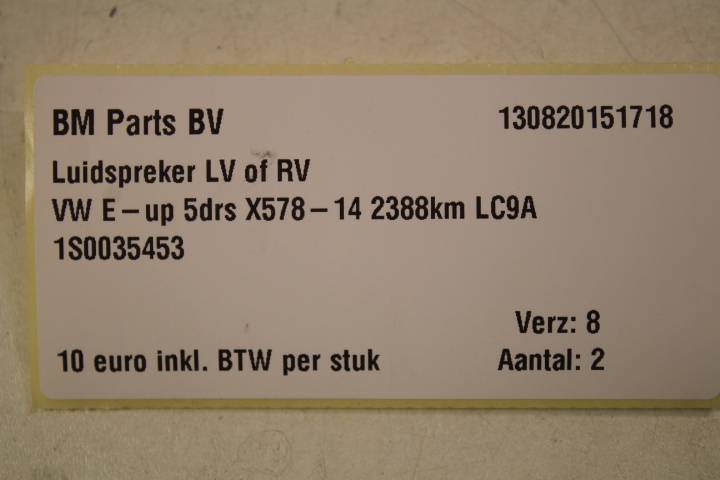 BM Parts BV 130820151718
Luidspreker LV of RV
VW E-up 5drs X578-14 2388km LC9A
1S0035453
Verz: 8
10 euro inkl. BTW per stuk Aantal: 2